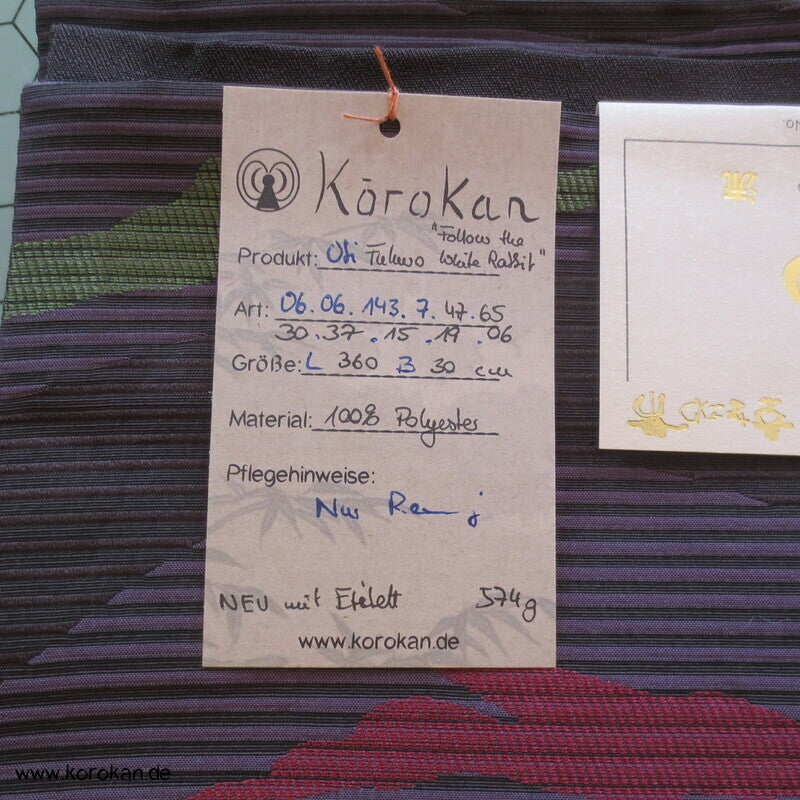 Kōrokan
"Follow the
Produkt: Obi Fukuro White Rabbit"
Art: 06.06.143.7.47.65
30.37.15.19.06
Größe: L 360 B 30 cm
Material: 100% Polyester
Pflegehinweise:
Nur
NEU mit Etikett 574g
www.korokan.de
No.
www.korokan.de